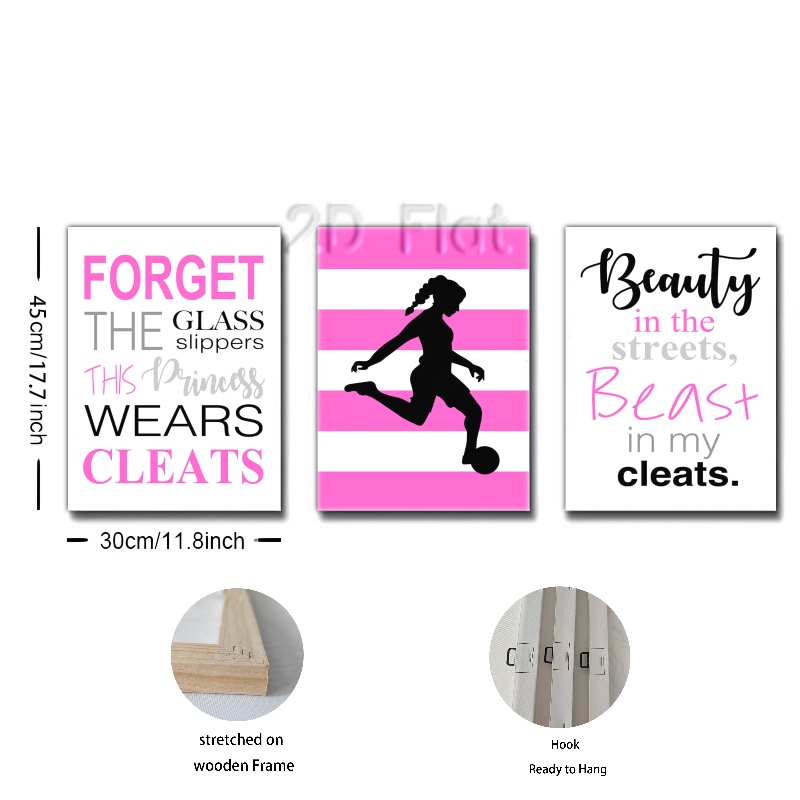 2D Flat
FORGET
THE GLASS
slippers
THIS Princess
WEARS
CLEATS
Beauty
in the
streets,
Beast
in my
cleats.
45cm/17.7inch
30cm/11.8inch
stretched on
wooden Frame
Hook
Ready to Hang